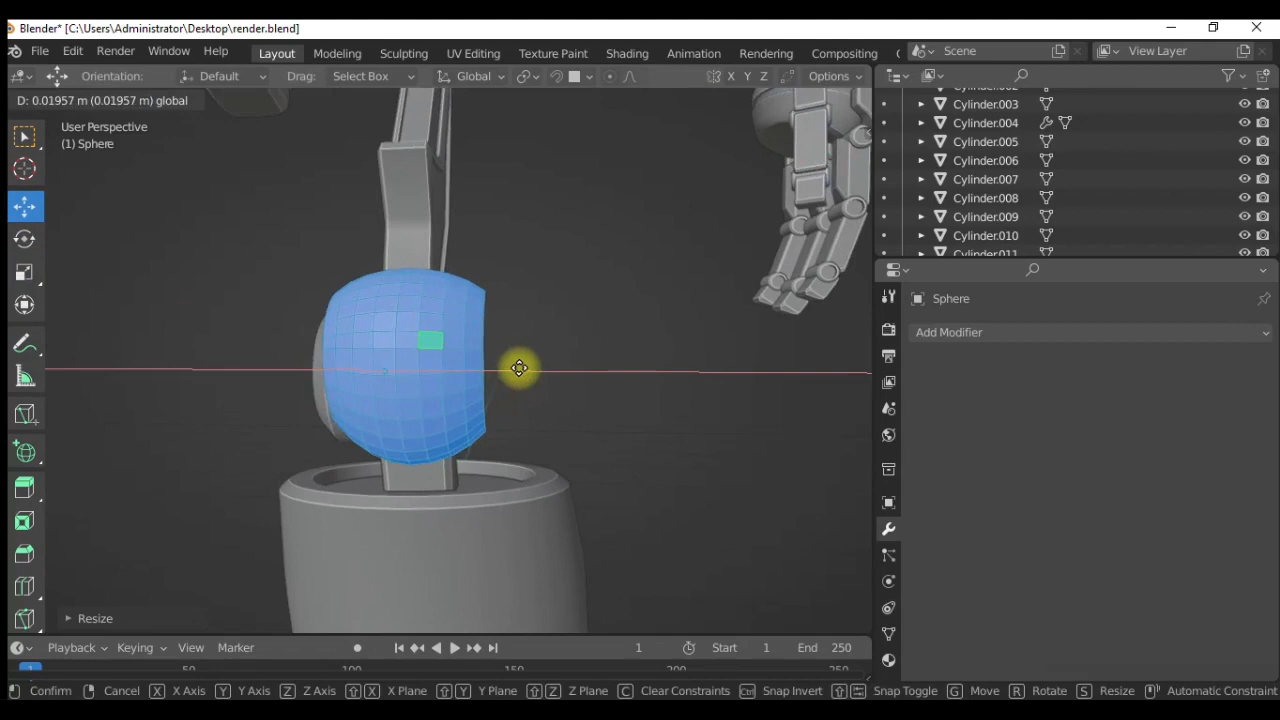 Blender* [C:\Users\Administrator\Desktop\render.blend]
File Edit Render Window Help Layout Modeling Sculpting UV Editing Texture Paint Shading Animation Rendering Compositing Scene View Layer
Orientation: Default Drag: Select Box Global X Y Z Options
D: 0.01957 m (0.01957 m) global
User Perspective
(1) Sphere
Cylinder.003
Cylinder.004
Cylinder.005
Cylinder.006
Cylinder.007
Cylinder.008
Cylinder.009
Cylinder.010
Cylinder.011
Sphere
Add Modifier
Resize
Playback Keying View Marker 1 Start 1 End 250
1 50 100 150 200 250
Confirm Cancel X X Axis Y Y Axis Z Z Axis X X Plane Y Y Plane Z Z Plane C Clear Constraints Ctrl Snap Invert Snap Toggle G Move R Rotate S Resize Automatic Constraint